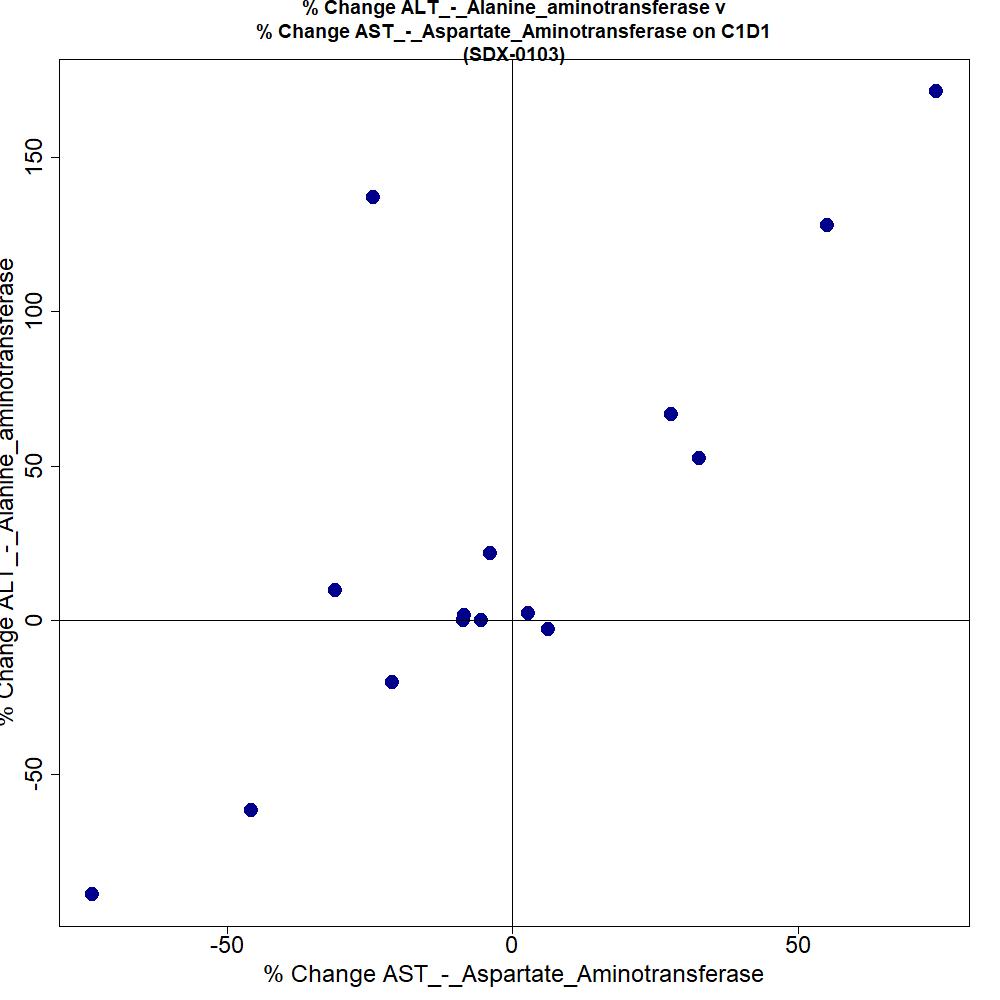 % Change ALT_-_Alanine_aminotransferase v
% Change AST_-_Aspartate_Aminotransferase on C1D1
(SDX-0103)
% Change ALT_-_Alanine_aminotransferase
150
100
50
0
-50
-50
0
50
% Change AST_-_Aspartate_Aminotransferase